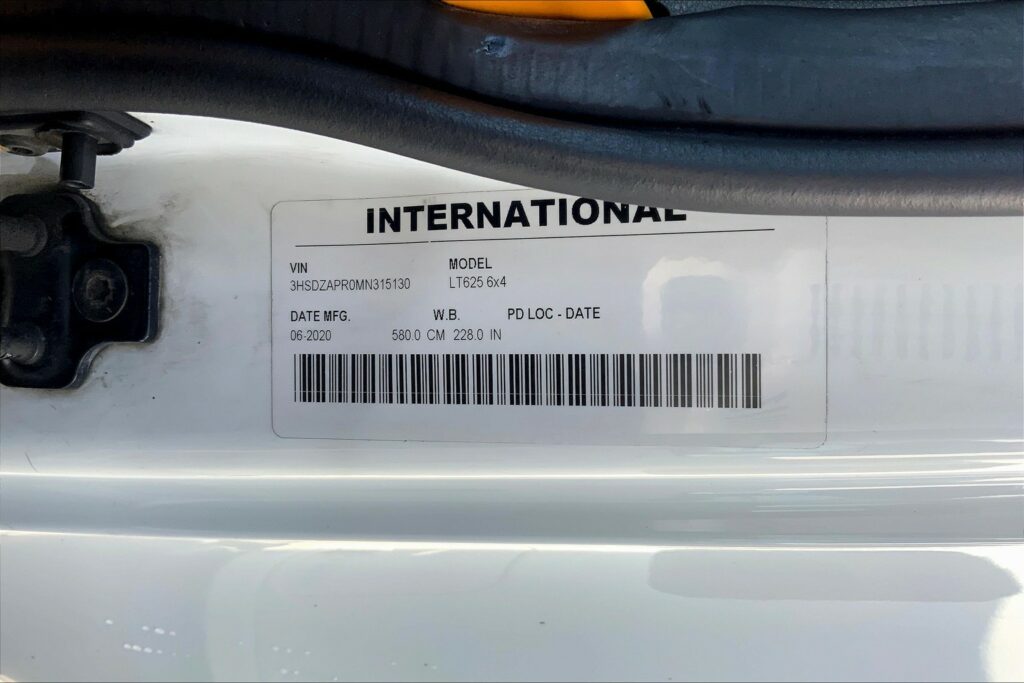 INTERNATIONAL
VIN MODEL
3HSDZAPR0MN315130 LT625 6x4
DATE MFG. W.B. PD LOC - DATE
06-2020 580.0 CM 228.0 IN